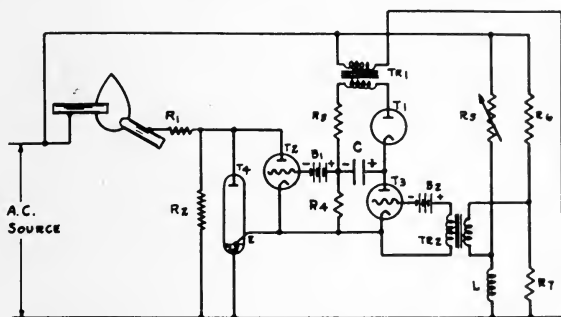 TR1
T1
R1
T4
T2
R3
R5
R6
- B1 +
- C +
T3
- B2 +
R2
R4
A.C.
SOURCE
E
TR2
L
R7